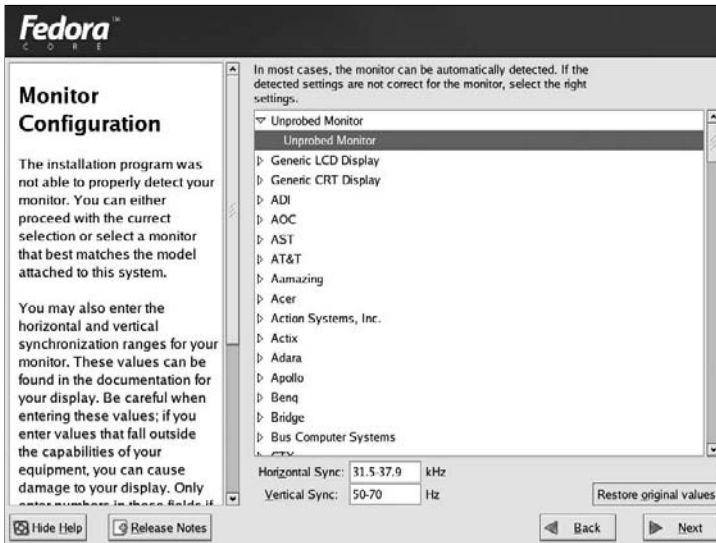 Fedora™
CORE
Monitor
Configuration
The installation program was
not able to properly detect your
monitor. You can either
proceed with the currect
selection or select a monitor
that best matches the model
attached to this system.
You may also enter the
horizontal and vertical
synchronization ranges for your
monitor. These values can be
found in the documentation for
your display. Be careful when
entering these values; if you
enter values that fall outside
the capabilities of your
equipment, you can cause
damage to your display. Only
enter numbers in these fields if
In most cases, the monitor can be automatically detected. If the
detected settings are not correct for the monitor, select the right
settings.
Unprobed Monitor
Unprobed Monitor
Generic LCD Display
Generic CRT Display
ADI
AOC
AST
AT&T
Aamazing
Acer
Action Systems, Inc.
Actix
Adara
Apollo
Benq
Bridge
Bus Computer Systems
CTX
Horizontal Sync: 31.5-37.9 kHz
Vertical Sync: 50-70 Hz
Restore original values
Hide Help
Release Notes
Back
Next